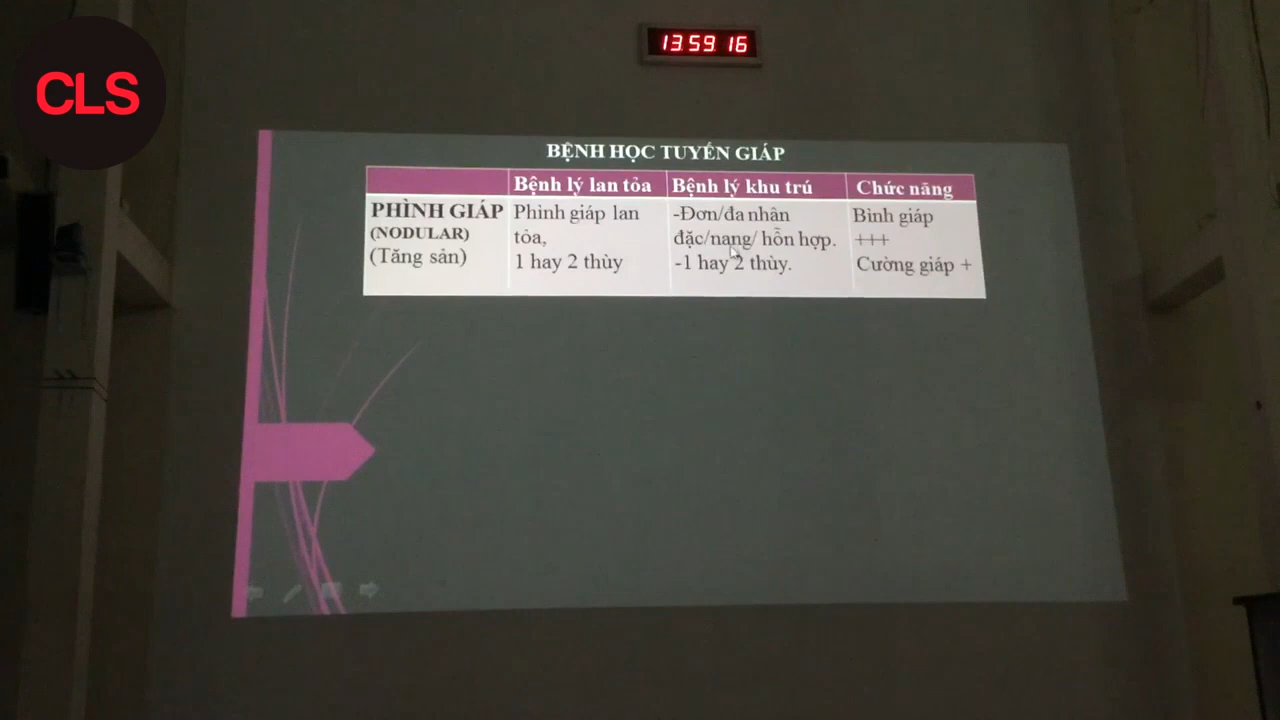 CLS
13 59 16
BỆNH HỌC TUYẾN GIÁP
Bệnh lý lan tỏa
Bệnh lý khu trú
Chức năng
PHÌNH GIÁP
(NODULAR)
(Tăng sản)
Phình giáp lan
tỏa,
1 hay 2 thùy
-Đơn/đa nhân
đặc/nang/ hỗn hợp.
-1 hay 2 thùy.
Bình giáp
+++
Cường giáp +